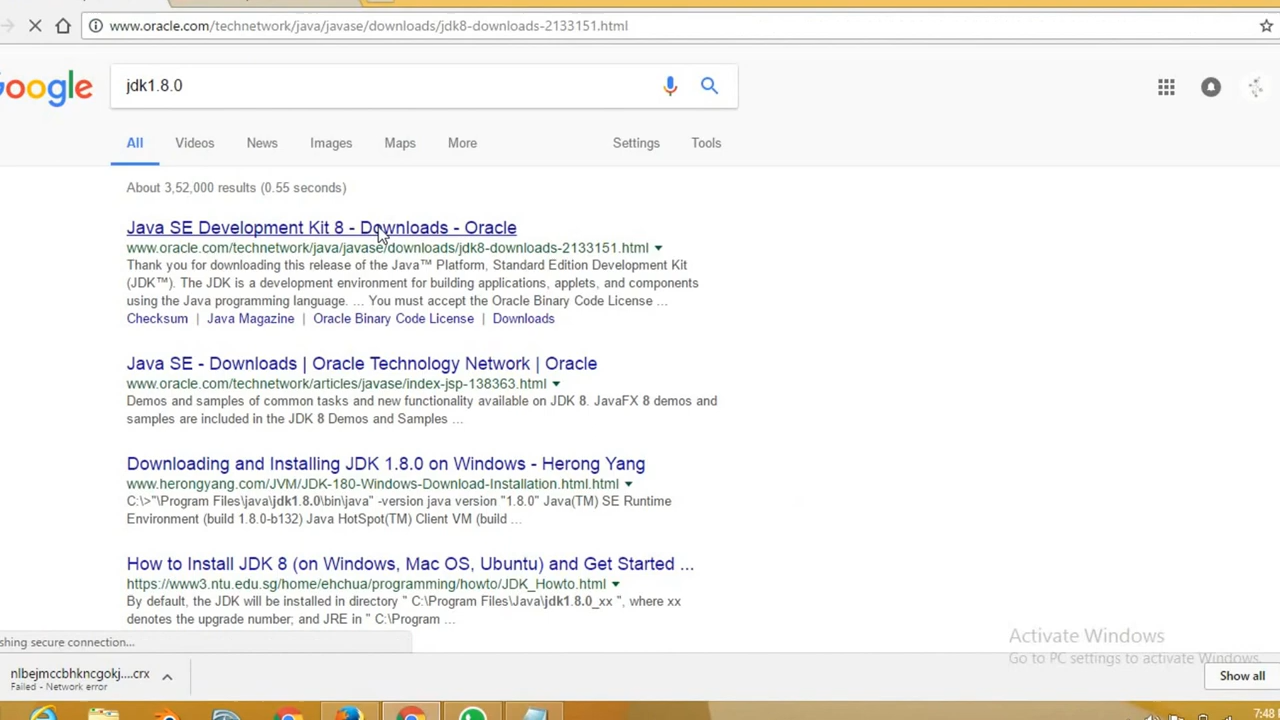 www.oracle.com/technetwork/java/javase/downloads/jdk8-downloads-2133151.html
Google
jdk1.8.0
All Videos News Images Maps More Settings Tools
About 3,52,000 results (0.55 seconds)
Java SE Development Kit 8 - Downloads - Oracle
www.oracle.com/technetwork/java/javase/downloads/jdk8-downloads-2133151.html
Thank you for downloading this release of the Java™ Platform, Standard Edition Development Kit
(JDK™). The JDK is a development environment for building applications, applets, and components
using the Java programming language. ... You must accept the Oracle Binary Code License ...
Checksum | Java Magazine | Oracle Binary Code License | Downloads
Java SE - Downloads | Oracle Technology Network | Oracle
www.oracle.com/technetwork/articles/javase/index-jsp-138363.html
Demos and samples of common tasks and new functionality available on JDK 8. JavaFX 8 demos and
samples are included in the JDK 8 Demos and Samples ...
Downloading and Installing JDK 1.8.0 on Windows - Herong Yang
www.herongyang.com/JVM/JDK-180-Windows-Download-Installation.html.html
C:\>"\Program Files\java\jdk1.8.0\bin\java" -version java version "1.8.0" Java(TM) SE Runtime
Environment (build 1.8.0-b132) Java HotSpot(TM) Client VM (build ...
How to Install JDK 8 (on Windows, Mac OS, Ubuntu) and Get Started ...
https://www3.ntu.edu.sg/home/ehchua/programming/howto/JDK_Howto.html
By default, the JDK will be installed in directory " C:\Program Files\Java\jdk1.8.0_xx ", where xx
denotes the upgrade number; and JRE in " C:\Program ...
shing secure connection...
Activate Windows
Go to PC settings to activate Windows.
nlbejmccbhkncgokj....crx
Failed - Network error
Show all
7:48